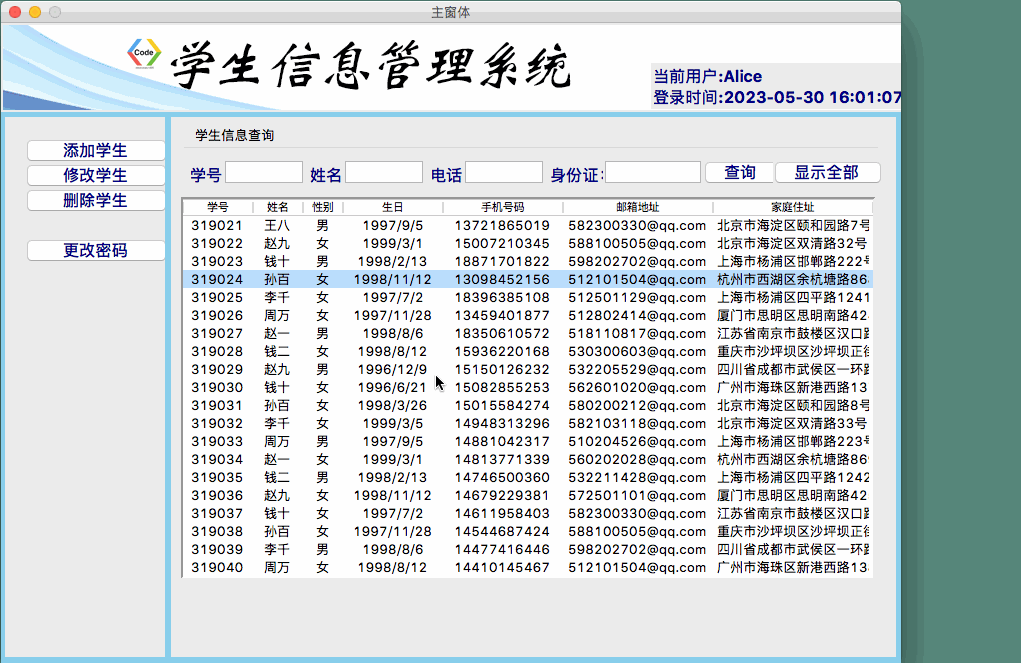 主窗体
Code
学生信息管理系统
当前用户:Alice
登录时间:2023-05-30 16:01:07
添加学生
修改学生
删除学生
更改密码
学生信息查询
学号 姓名 电话 身份证: 查询 显示全部
学号 姓名 性别 生日 手机号码 邮箱地址 家庭住址
319021 王八 男 1997/9/5 13721865019 582300330@qq.com 北京市海淀区颐和园路7号
319022 赵九 女 1999/3/1 15007210345 588100505@qq.com 北京市海淀区双清路32号
319023 钱十 男 1998/2/13 18871701822 598202702@qq.com 上海市杨浦区邯郸路222号
319024 孙百 女 1998/11/12 13098452156 512101504@qq.com 杭州市西湖区余杭塘路86
319025 李千 女 1997/7/2 18396385108 512501129@qq.com 上海市杨浦区四平路1241
319026 周万 女 1997/11/28 13459401877 512802414@qq.com 厦门市思明区思明南路42
319027 赵一 男 1998/8/6 18350610572 518110817@qq.com 江苏省南京市鼓楼区汉口路
319028 钱二 女 1998/8/12 15936220168 530300603@qq.com 重庆市沙坪坝区沙坪坝正街
319029 赵九 男 1996/12/9 15150126232 532205529@qq.com 四川省成都市武侯区一环路
319030 钱十 女 1996/6/21 15082855253 562601020@qq.com 广州市海珠区新港西路13
319031 孙百 女 1998/3/26 15015584274 580200212@qq.com 北京市海淀区颐和园路8号
319032 李千 女 1999/3/5 14948313296 582103118@qq.com 北京市海淀区双清路33号
319033 周万 男 1997/9/5 14881042317 510204526@qq.com 上海市杨浦区邯郸路223号
319034 赵一 女 1999/3/1 14813771339 560202028@qq.com 杭州市西湖区余杭塘路86
319035 钱二 男 1998/2/13 14746500360 532211428@qq.com 上海市杨浦区四平路1242
319036 赵九 女 1998/11/12 14679229381 572501101@qq.com 厦门市思明区思明南路42
319037 钱十 女 1997/7/2 14611958403 582300330@qq.com 江苏省南京市鼓楼区汉口路
319038 孙百 女 1997/11/28 14544687424 588100505@qq.com 重庆市沙坪坝区沙坪坝正街
319039 李千 男 1998/8/6 14477416446 598202702@qq.com 四川省成都市武侯区一环路
319040 周万 女 1998/8/12 14410145467 512101504@qq.com 广州市海珠区新港西路13